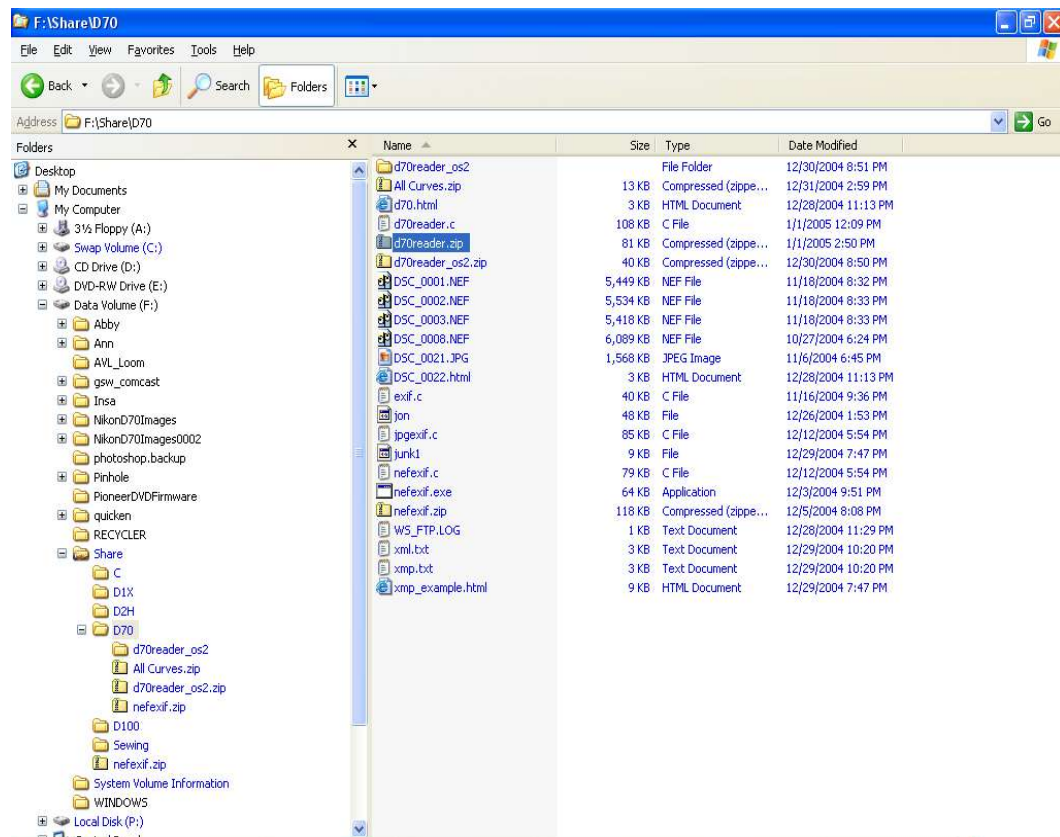 F:\Share\D70
File Edit View Favorites Tools Help
Back Search Folders
Address F:\Share\D70 Go
Folders X
Desktop
My Documents
My Computer
3½ Floppy (A:)
Swap Volume (C:)
CD Drive (D:)
DVD-RW Drive (E:)
Data Volume (F:)
Abby
Ann
AVL_Loom
gsw_comcast
Insa
NikonD70Images
NikonD70Images0002
photoshop.backup
Pinhole
PioneerDVDFirmware
quicken
RECYCLER
Share
C
D1X
D2H
D70
d70reader_os2
All Curves.zip
d70reader_os2.zip
nefexif.zip
D100
Sewing
nefexif.zip
System Volume Information
WINDOWS
Local Disk (P:)
Name Size Type Date Modified
d70reader_os2 File Folder 12/30/2004 8:51 PM
All Curves.zip 13 KB Compressed (zippe... 12/31/2004 2:59 PM
d70.html 3 KB HTML Document 12/28/2004 11:13 PM
d70reader.c 108 KB C File 1/1/2005 12:09 PM
d70reader.zip 81 KB Compressed (zippe... 1/1/2005 2:50 PM
d70reader_os2.zip 40 KB Compressed (zippe... 12/30/2004 8:50 PM
DSC_0001.NEF 5,449 KB NEF File 11/18/2004 8:32 PM
DSC_0002.NEF 5,534 KB NEF File 11/18/2004 8:33 PM
DSC_0003.NEF 5,418 KB NEF File 11/18/2004 8:33 PM
DSC_0008.NEF 6,089 KB NEF File 10/27/2004 6:24 PM
DSC_0021.JPG 1,568 KB JPEG Image 11/6/2004 6:45 PM
DSC_0022.html 3 KB HTML Document 12/28/2004 11:13 PM
exif.c 40 KB C File 11/16/2004 9:36 PM
jon 48 KB File 12/26/2004 1:53 PM
jpgexif.c 85 KB C File 12/12/2004 5:54 PM
junk1 9 KB File 12/29/2004 7:47 PM
nefexif.c 79 KB C File 12/12/2004 5:54 PM
nefexif.exe 64 KB Application 12/3/2004 9:51 PM
nefexif.zip 118 KB Compressed (zippe... 12/5/2004 8:08 PM
WS_FTP.LOG 1 KB Text Document 12/28/2004 11:29 PM
xml.txt 3 KB Text Document 12/29/2004 10:20 PM
xmp.txt 3 KB Text Document 12/29/2004 10:20 PM
xmp_example.html 9 KB HTML Document 12/29/2004 7:47 PM